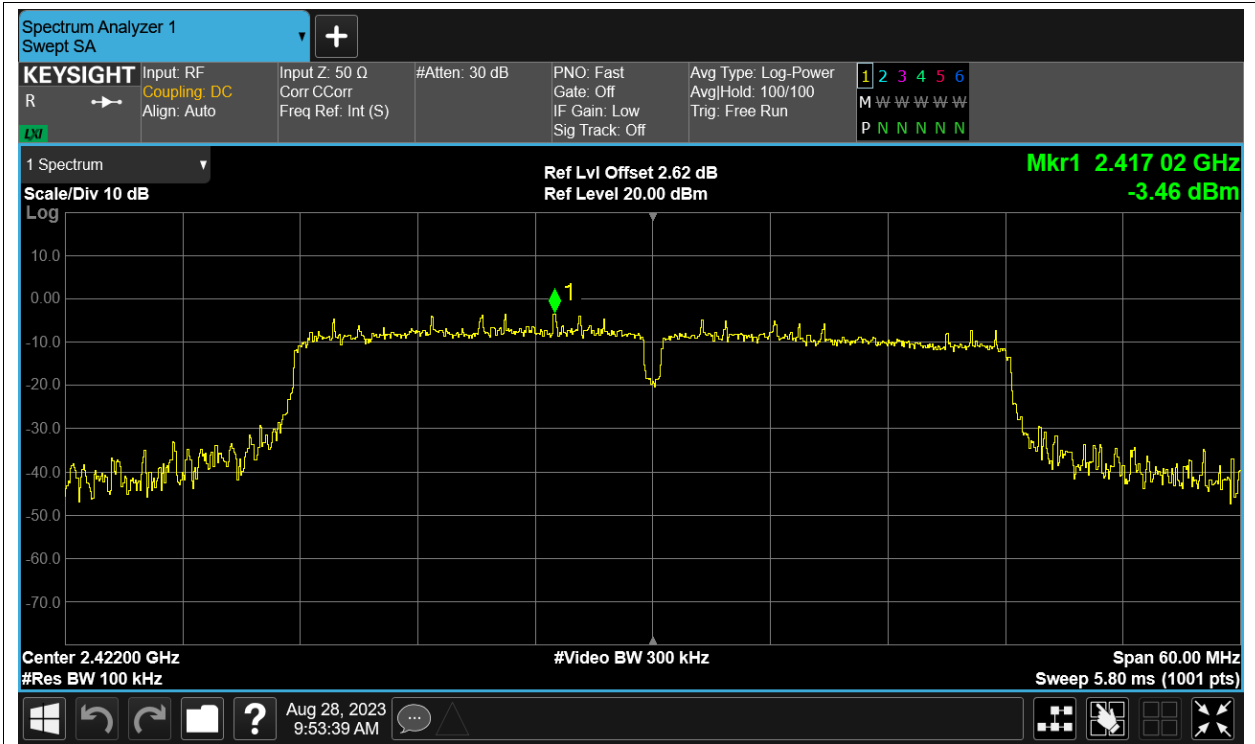 Spectrum Analyzer 1
Swept SA
KEYSIGHT
R
LXI
Input: RF
Coupling: DC
Align: Auto
Input Z: 50 Ω
Corr CCorr
Freq Ref: Int (S)
#Atten: 30 dB
PNO: Fast
Gate: Off
IF Gain: Low
Sig Track: Off
Avg Type: Log-Power
Avg|Hold: 100/100
Trig: Free Run
1 2 3 4 5 6
M W W W W W
P N N N N N
1 Spectrum
Scale/Div 10 dB
Log
Ref Lvl Offset 2.62 dB
Ref Level 20.00 dBm
Mkr1 2.417 02 GHz
-3.46 dBm
1
10.0
0.00
-10.0
-20.0
-30.0
-40.0
-50.0
-60.0
-70.0
Center 2.42200 GHz
#Res BW 100 kHz
#Video BW 300 kHz
Span 60.00 MHz
Sweep 5.80 ms (1001 pts)
?
Aug 28, 2023
9:53:39 AM